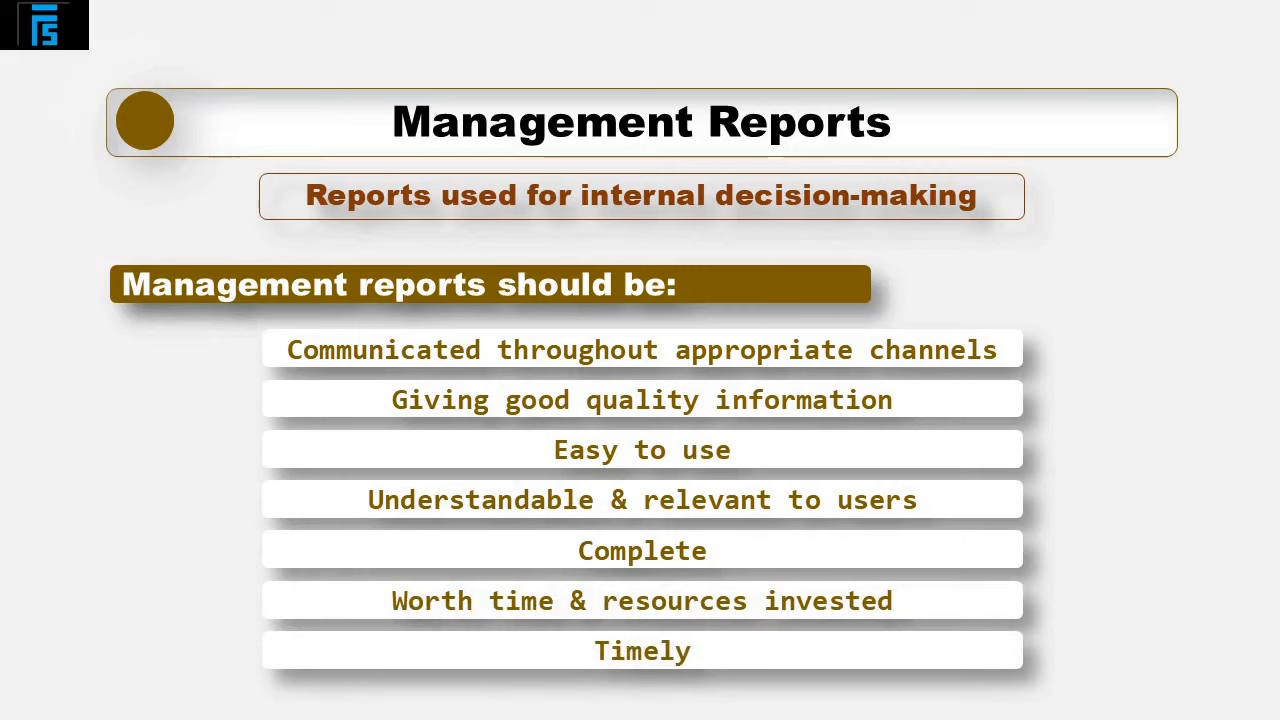 Management Reports
Reports used for internal decision-making
Management reports should be:
Communicated throughout appropriate channels
Giving good quality information
Easy to use
Understandable & relevant to users
Complete
Worth time & resources invested
Timely